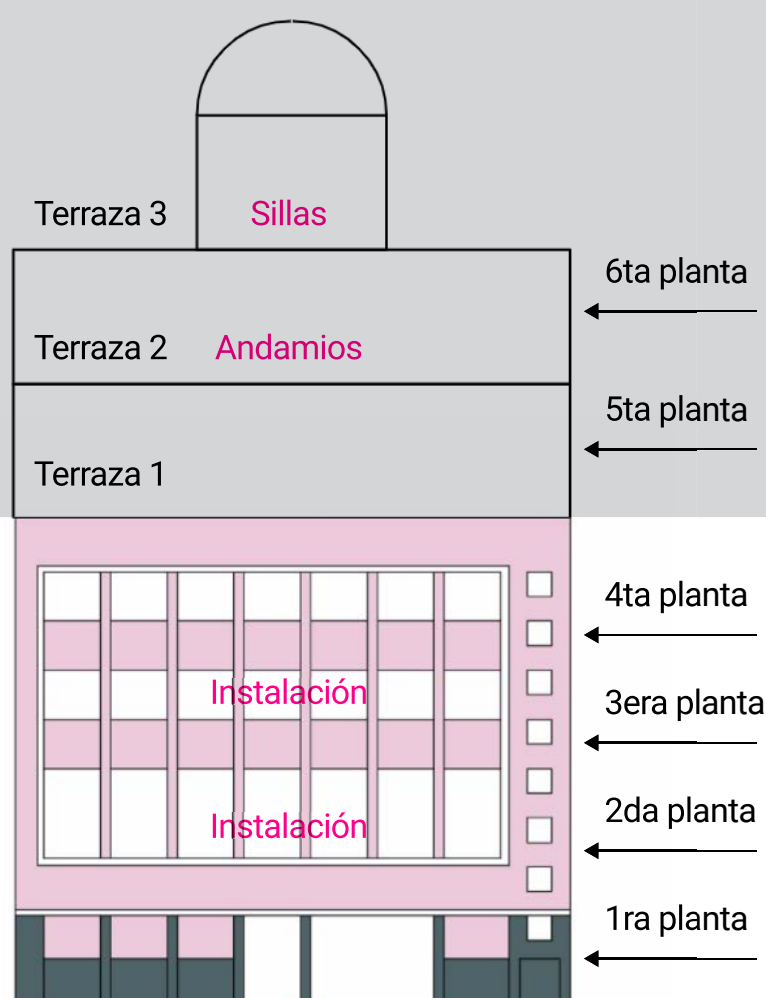 Terraza 3 Sillas
6ta planta
Terraza 2 Andamios
5ta planta
Terraza 1
4ta planta
Instalación
3era planta
Instalación
2da planta
1ra planta